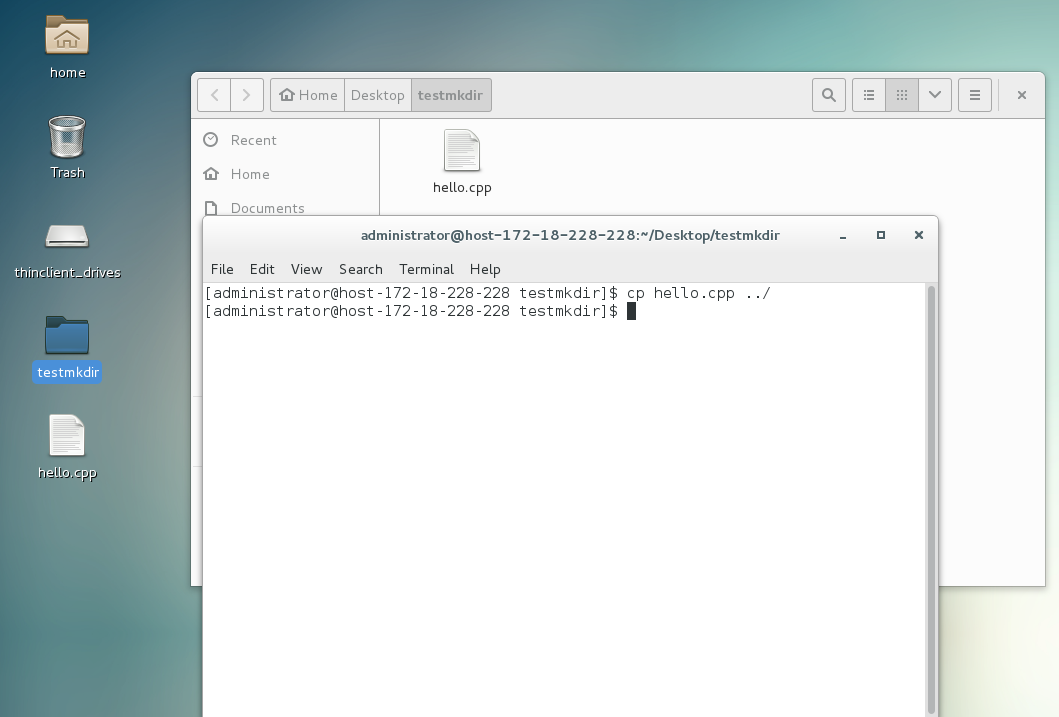 home
Trash
thinclient_drives
testmkdir
hello.cpp
Home Desktop testmkdir
Recent
Home
Documents
hello.cpp
administrator@host-172-18-228-228:~/Desktop/testmkdir
File Edit View Search Terminal Help
[administrator@host-172-18-228-228 testmkdir]$ cp hello.cpp ../
[administrator@host-172-18-228-228 testmkdir]$